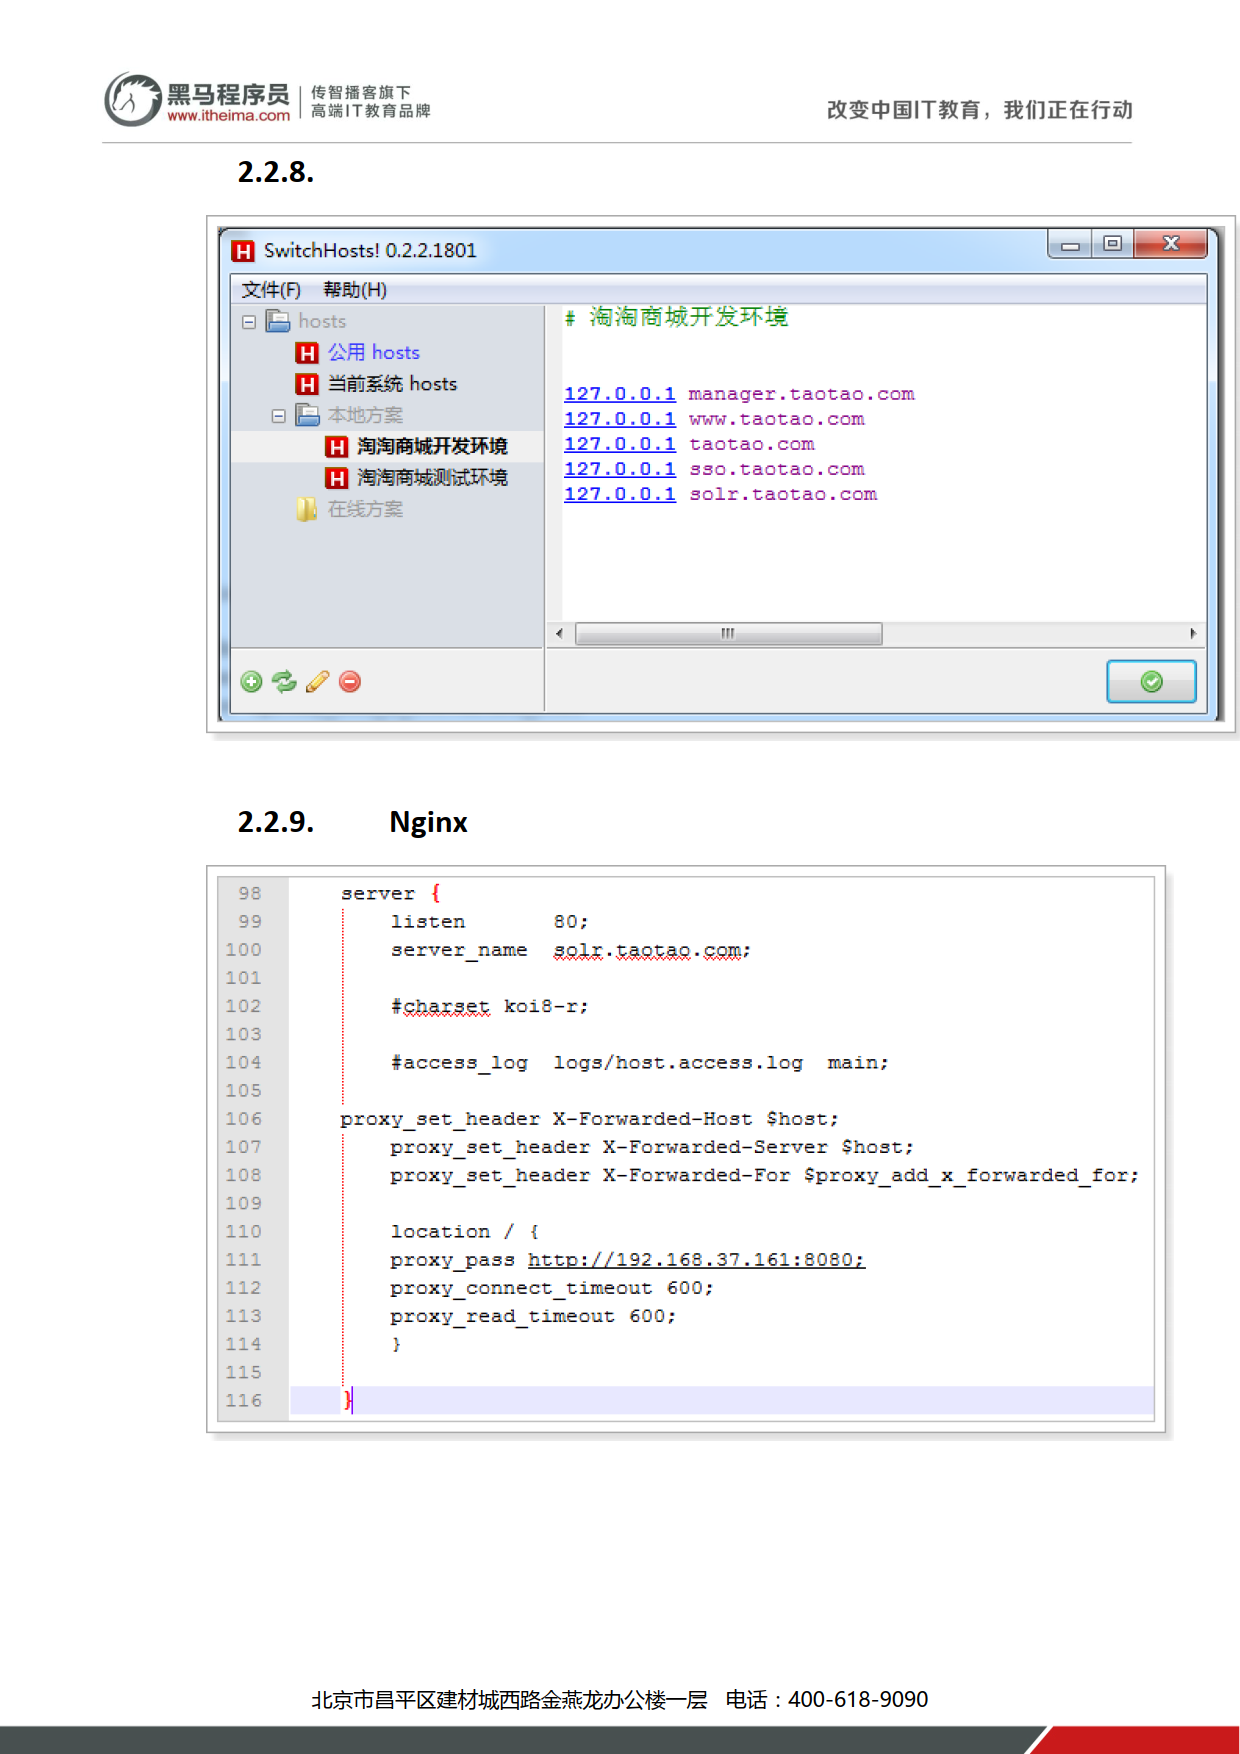 黑马程序员
www.itheima.com
传智播客旗下
高端IT教育品牌
改变中国IT教育，我们正在行动
2.2.8.
SwitchHosts! 0.2.2.1801
文件(F) 帮助(H)
hosts
公用 hosts
当前系统 hosts
本地方案
淘淘商城开发环境
淘淘商城测试环境
在线方案
# 淘淘商城开发环境
127.0.0.1 manager.taotao.com
127.0.0.1 www.taotao.com
127.0.0.1 taotao.com
127.0.0.1 sso.taotao.com
127.0.0.1 solr.taotao.com
2.2.9. Nginx
98 server {
99 listen 80;
100 server_name solr.taotao.com;
101
102 #charset koi8-r;
103
104 #access_log logs/host.access.log main;
105
106 proxy_set_header X-Forwarded-Host $host;
107 proxy_set_header X-Forwarded-Server $host;
108 proxy_set_header X-Forwarded-For $proxy_add_x_forwarded_for;
109
110 location / {
111 proxy_pass http://192.168.37.161:8080;
112 proxy_connect_timeout 600;
113 proxy_read_timeout 600;
114 }
115
116 }
北京市昌平区建材城西路金燕龙办公楼一层 电话：400-618-9090